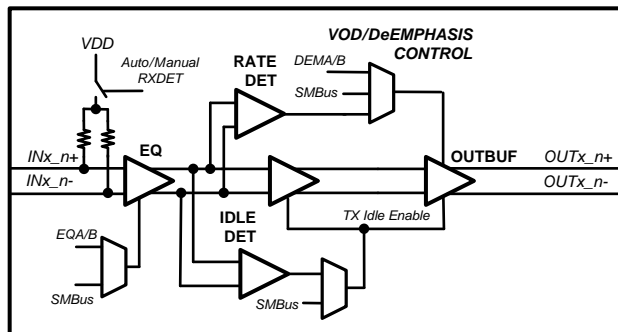 VDD
Auto/Manual
RXDET
RATE
DET
VOD/DeEMPHASIS
CONTROL
DEMA/B
SMBus
INx_n+
INx_n-
EQ
OUTBUF
OUTx_n+
OUTx_n-
TX Idle Enable
IDLE
DET
EQA/B
SMBus
SMBus